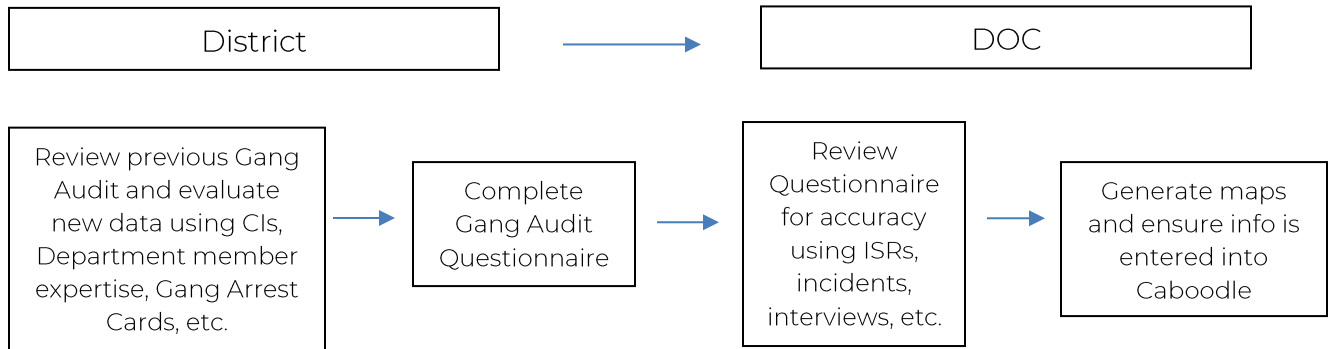 District
DOC
Review previous Gang
Audit and evaluate
new data using CIs,
Department member
expertise, Gang Arrest
Cards, etc.
Complete
Gang Audit
Questionnaire
Review
Questionnaire
for accuracy
using ISRs,
incidents,
interviews, etc.
Generate maps
and ensure info is
entered into
Caboodle